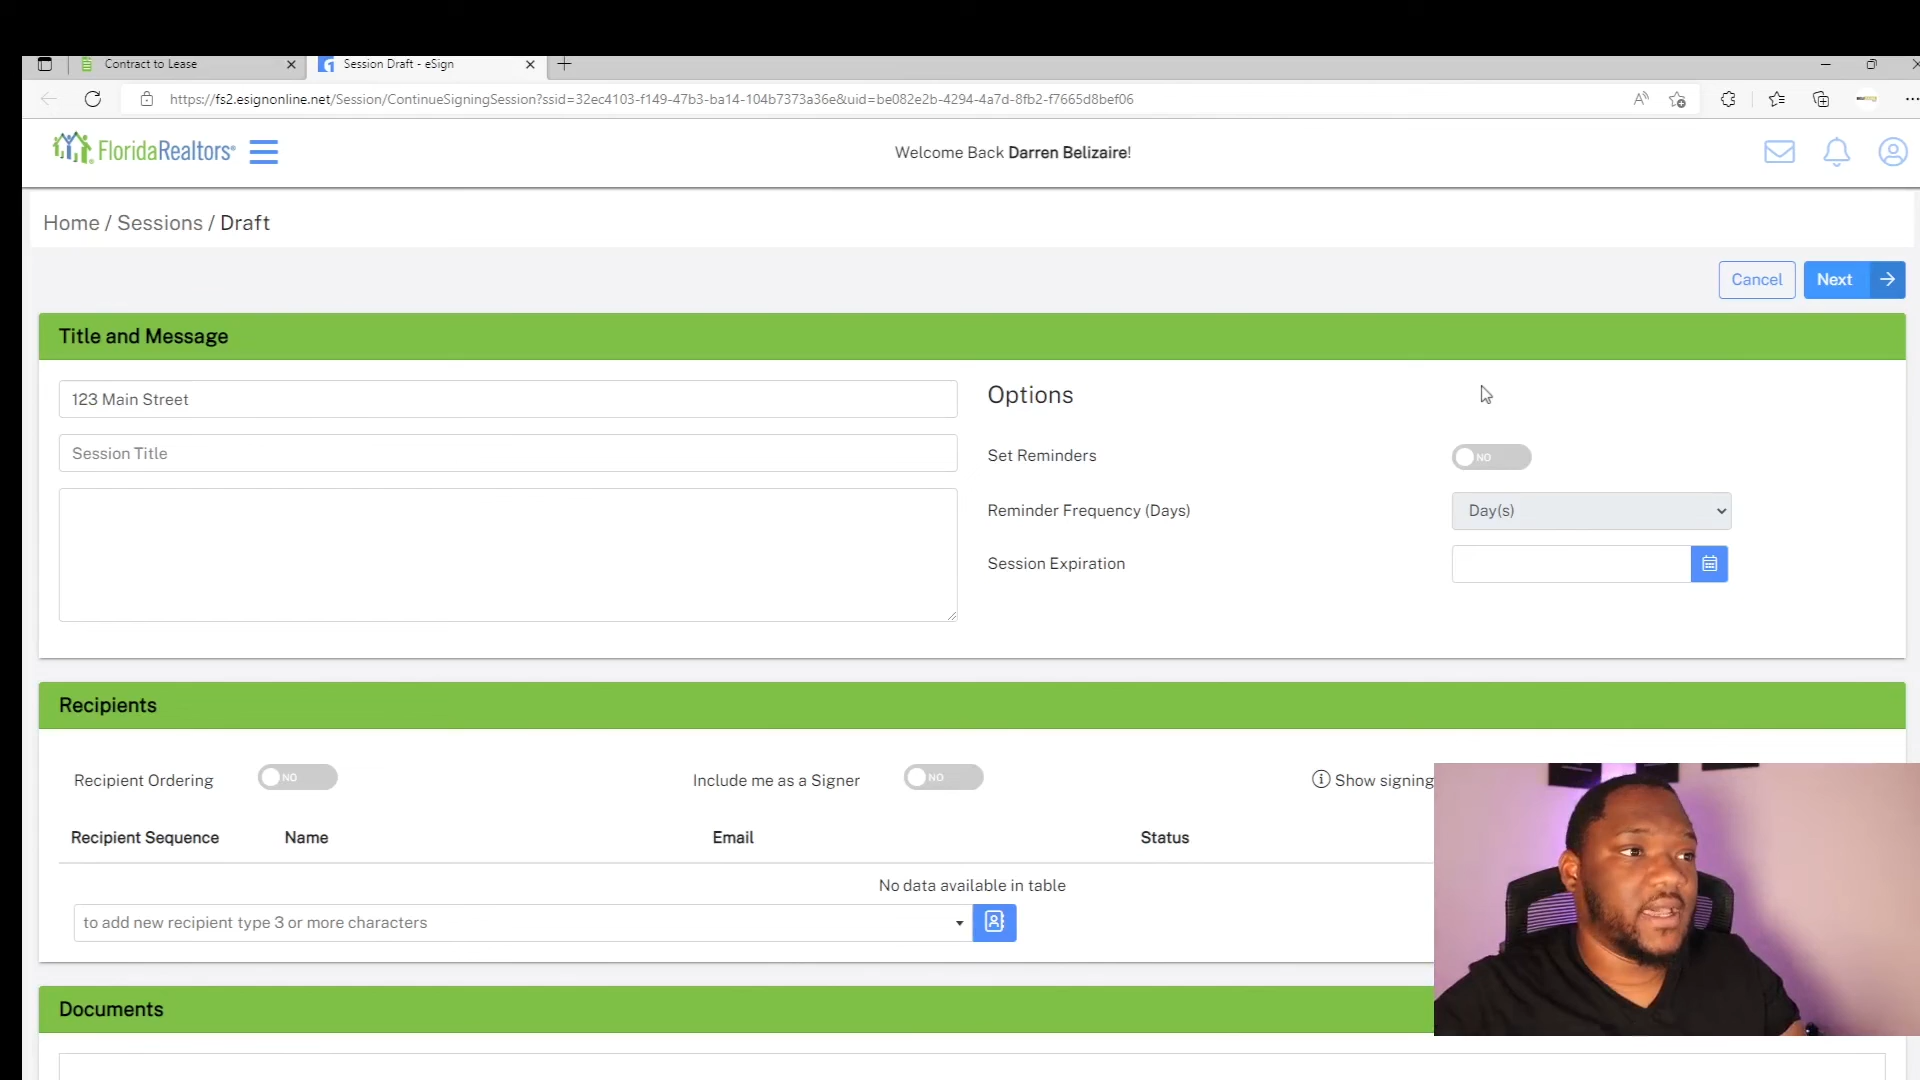 Contract to Lease
Session Draft - eSign
https://fs2.esignonline.net/Session/ContinueSigningSession?ssid=32ec4103-f149-47b3-ba14-104b7373a36e&uid=be082e2b-4294-4a7d-8fb2-f7665d8bef06
FloridaRealtors®
Welcome Back Darren Belizaire!
Home / Sessions / Draft
Cancel
Next
Title and Message
123 Main Street
Session Title
Options
Set Reminders
NO
Reminder Frequency (Days)
Day(s)
Session Expiration
Recipients
Recipient Ordering
NO
Include me as a Signer
NO
Show signing
Recipient Sequence
Name
Email
Status
No data available in table
to add new recipient type 3 or more characters
Documents